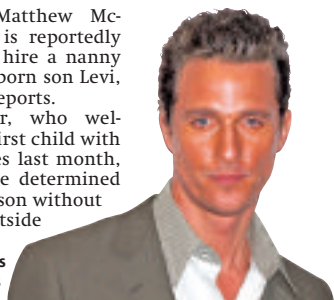 Matthew Mc-
is reportedly
hire a nanny
born son Levi,
reports.
r, who wel-
first child with
es last month,
e determined
son without
tside
s